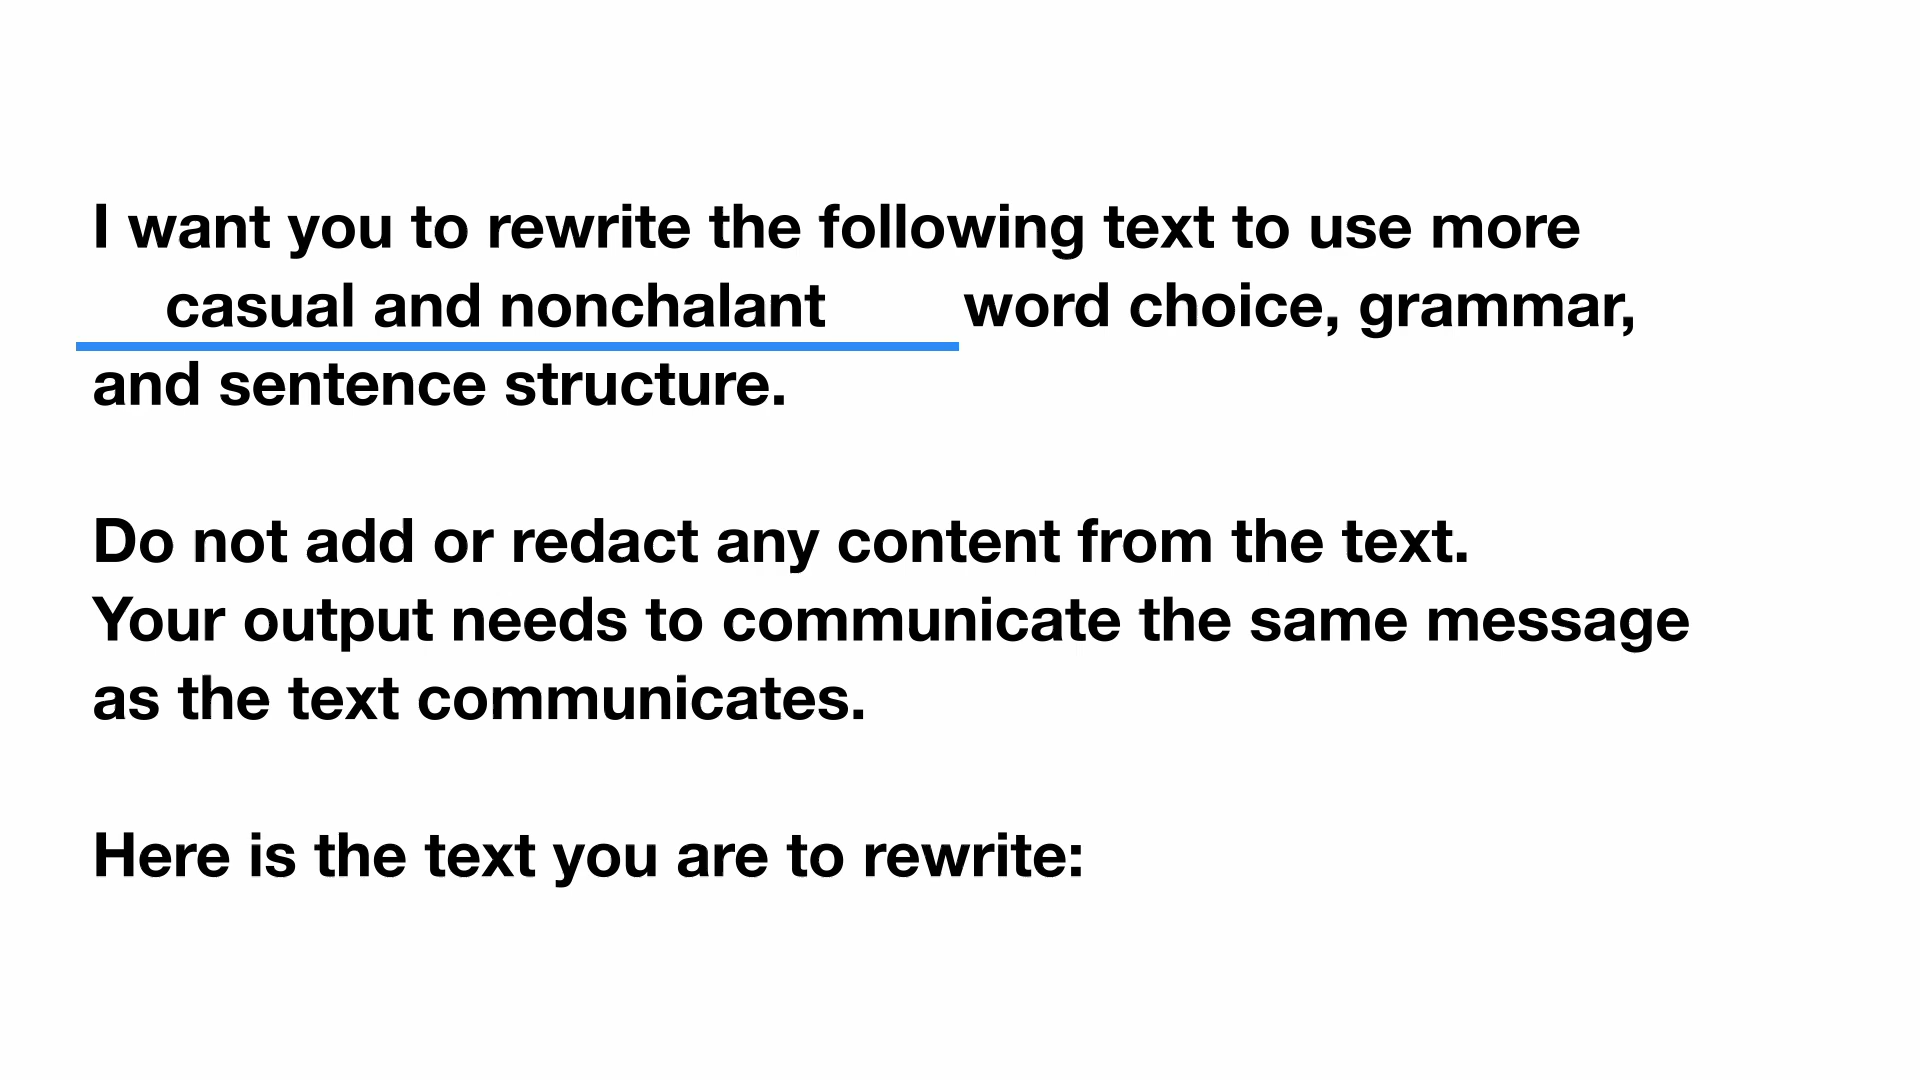 I want you to rewrite the following text to use more
casual and nonchalant word choice, grammar,
and sentence structure.
Do not add or redact any content from the text.
Your output needs to communicate the same message
as the text communicates.
Here is the text you are to rewrite: